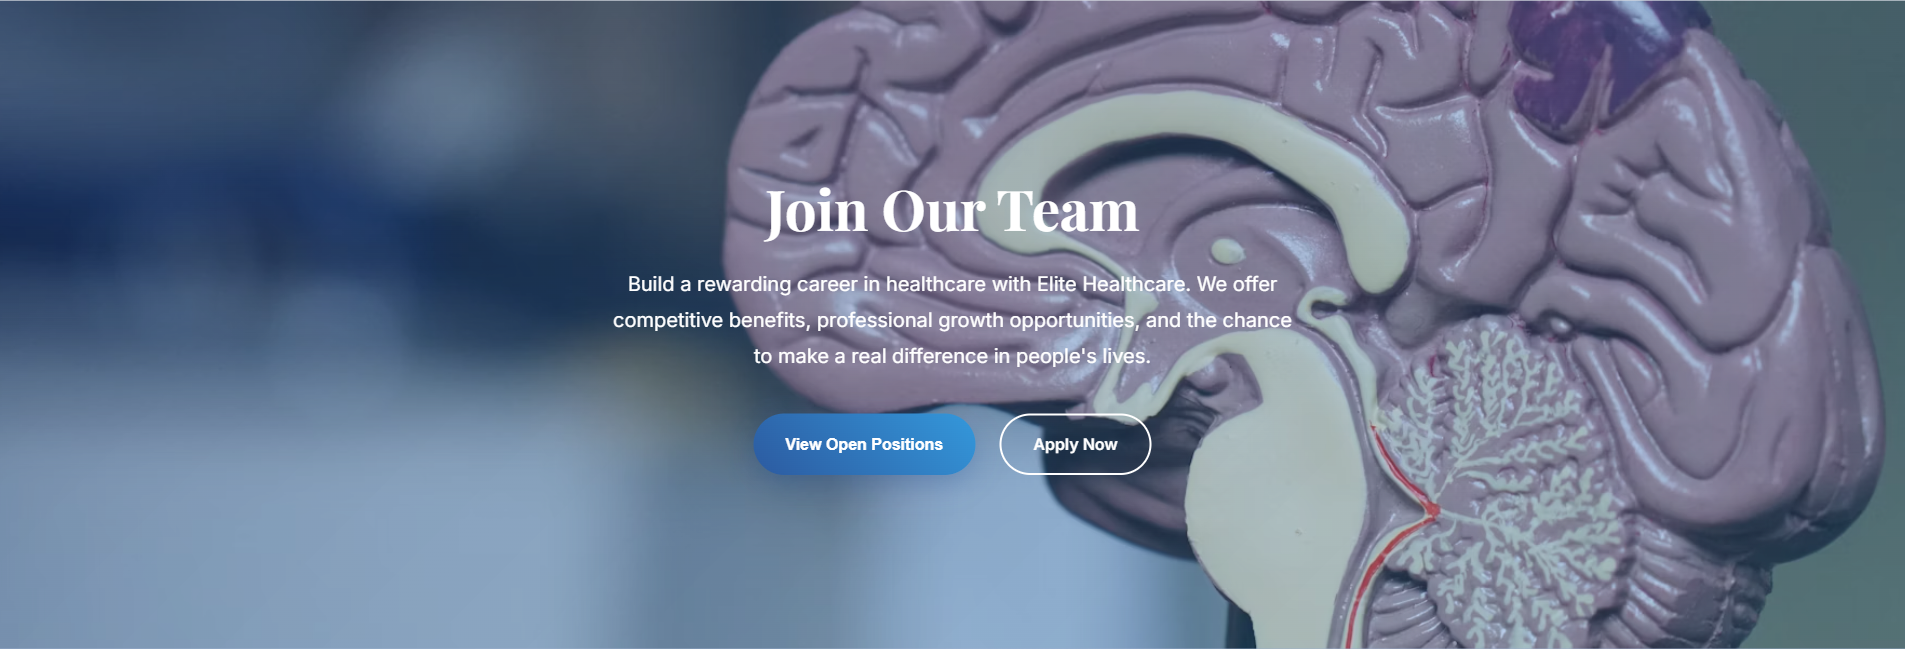 Join Our Team
Build a rewarding career in healthcare with Elite Healthcare. We offer
competitive benefits, professional growth opportunities, and the chance
to make a real difference in people's lives.
View Open Positions
Apply Now